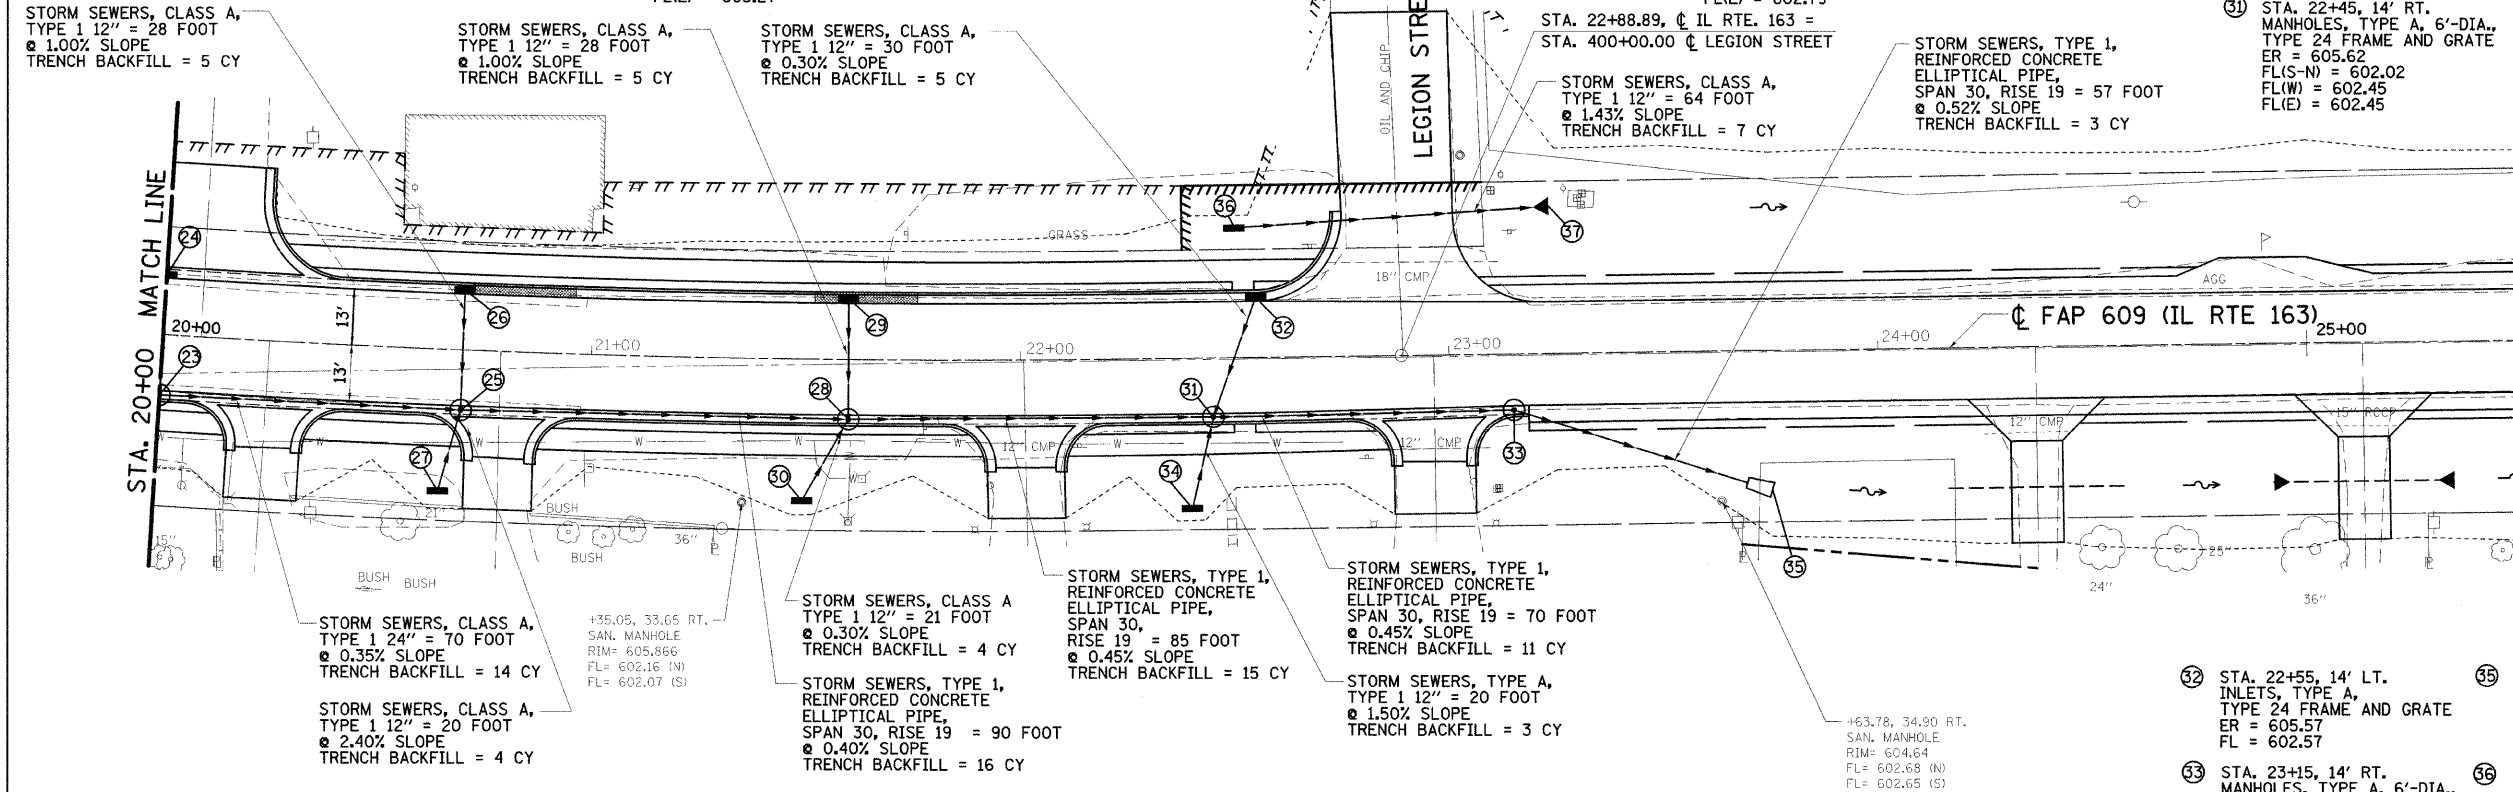 STORM SEWERS, CLASS A,
TYPE 1 12" = 28 FOOT
@ 1.00% SLOPE
TRENCH BACKFILL = 5 CY
STORM SEWERS, CLASS A,
TYPE 1 12" = 28 FOOT
@ 1.00% SLOPE
TRENCH BACKFILL = 5 CY
STORM SEWERS, CLASS A,
TYPE 1 12" = 30 FOOT
@ 0.30% SLOPE
TRENCH BACKFILL = 5 CY
STA. 22+88.89, ℄ IL RTE. 163 =
STA. 400+00.00 ℄ LEGION STREET
STORM SEWERS, CLASS A,
TYPE 1 12" = 64 FOOT
@ 1.43% SLOPE
TRENCH BACKFILL = 7 CY
STORM SEWERS, TYPE 1,
REINFORCED CONCRETE
ELLIPTICAL PIPE,
SPAN 30, RISE 19 = 57 FOOT
@ 0.52% SLOPE
TRENCH BACKFILL = 3 CY
31 STA. 22+45, 14' RT.
MANHOLES, TYPE A, 6'-DIA.,
TYPE 24 FRAME AND GRATE
ER = 605.62
FL(S-N) = 602.02
FL(W) = 602.45
FL(E) = 602.45
OIL AND CHIP
LEGION STRE
STA. 20+00 MATCH LINE
24
36
37
GRASS
18" CMP
AGG
26
29
32
13'
13'
20+00
21+00
22+00
23+00
24+00
℄ FAP 609 (IL RTE 163)
25+00
23
25
28
31
33
W
W
W
W
W
W
12" CMP
12" CMP
12" CMP
15" RCCP
27
30
34
35
21"
BUSH
BUSH
36"
15"
BUSH
BUSH
25"
24"
36"
STORM SEWERS, CLASS A,
TYPE 1 24" = 70 FOOT
@ 0.35% SLOPE
TRENCH BACKFILL = 14 CY
STORM SEWERS, CLASS A,
TYPE 1 12" = 20 FOOT
@ 2.40% SLOPE
TRENCH BACKFILL = 4 CY
+35.05, 33.65 RT.
SAN. MANHOLE
RIM= 605.866
FL= 602.16 (N)
FL= 602.07 (S)
STORM SEWERS, CLASS A
TYPE 1 12" = 21 FOOT
@ 0.30% SLOPE
TRENCH BACKFILL = 4 CY
STORM SEWERS, TYPE 1,
REINFORCED CONCRETE
ELLIPTICAL PIPE,
SPAN 30, RISE 19 = 90 FOOT
@ 0.40% SLOPE
TRENCH BACKFILL = 16 CY
STORM SEWERS, TYPE 1,
REINFORCED CONCRETE
ELLIPTICAL PIPE,
SPAN 30,
RISE 19 = 85 FOOT
@ 0.45% SLOPE
TRENCH BACKFILL = 15 CY
STORM SEWERS, TYPE 1,
REINFORCED CONCRETE
ELLIPTICAL PIPE,
SPAN 30, RISE 19 = 70 FOOT
@ 0.45% SLOPE
TRENCH BACKFILL = 11 CY
STORM SEWERS, TYPE A,
TYPE 1 12" = 20 FOOT
@ 1.50% SLOPE
TRENCH BACKFILL = 3 CY
+63.78, 34.90 RT.
SAN. MANHOLE
RIM= 604.64
FL= 602.68 (N)
FL= 602.65 (S)
32 STA. 22+55, 14' LT.
INLETS, TYPE A,
TYPE 24 FRAME AND GRATE
ER = 605.57
FL = 602.57
35
33 STA. 23+15, 14' RT.
MANHOLES, TYPE A, 6'-DIA.,
36